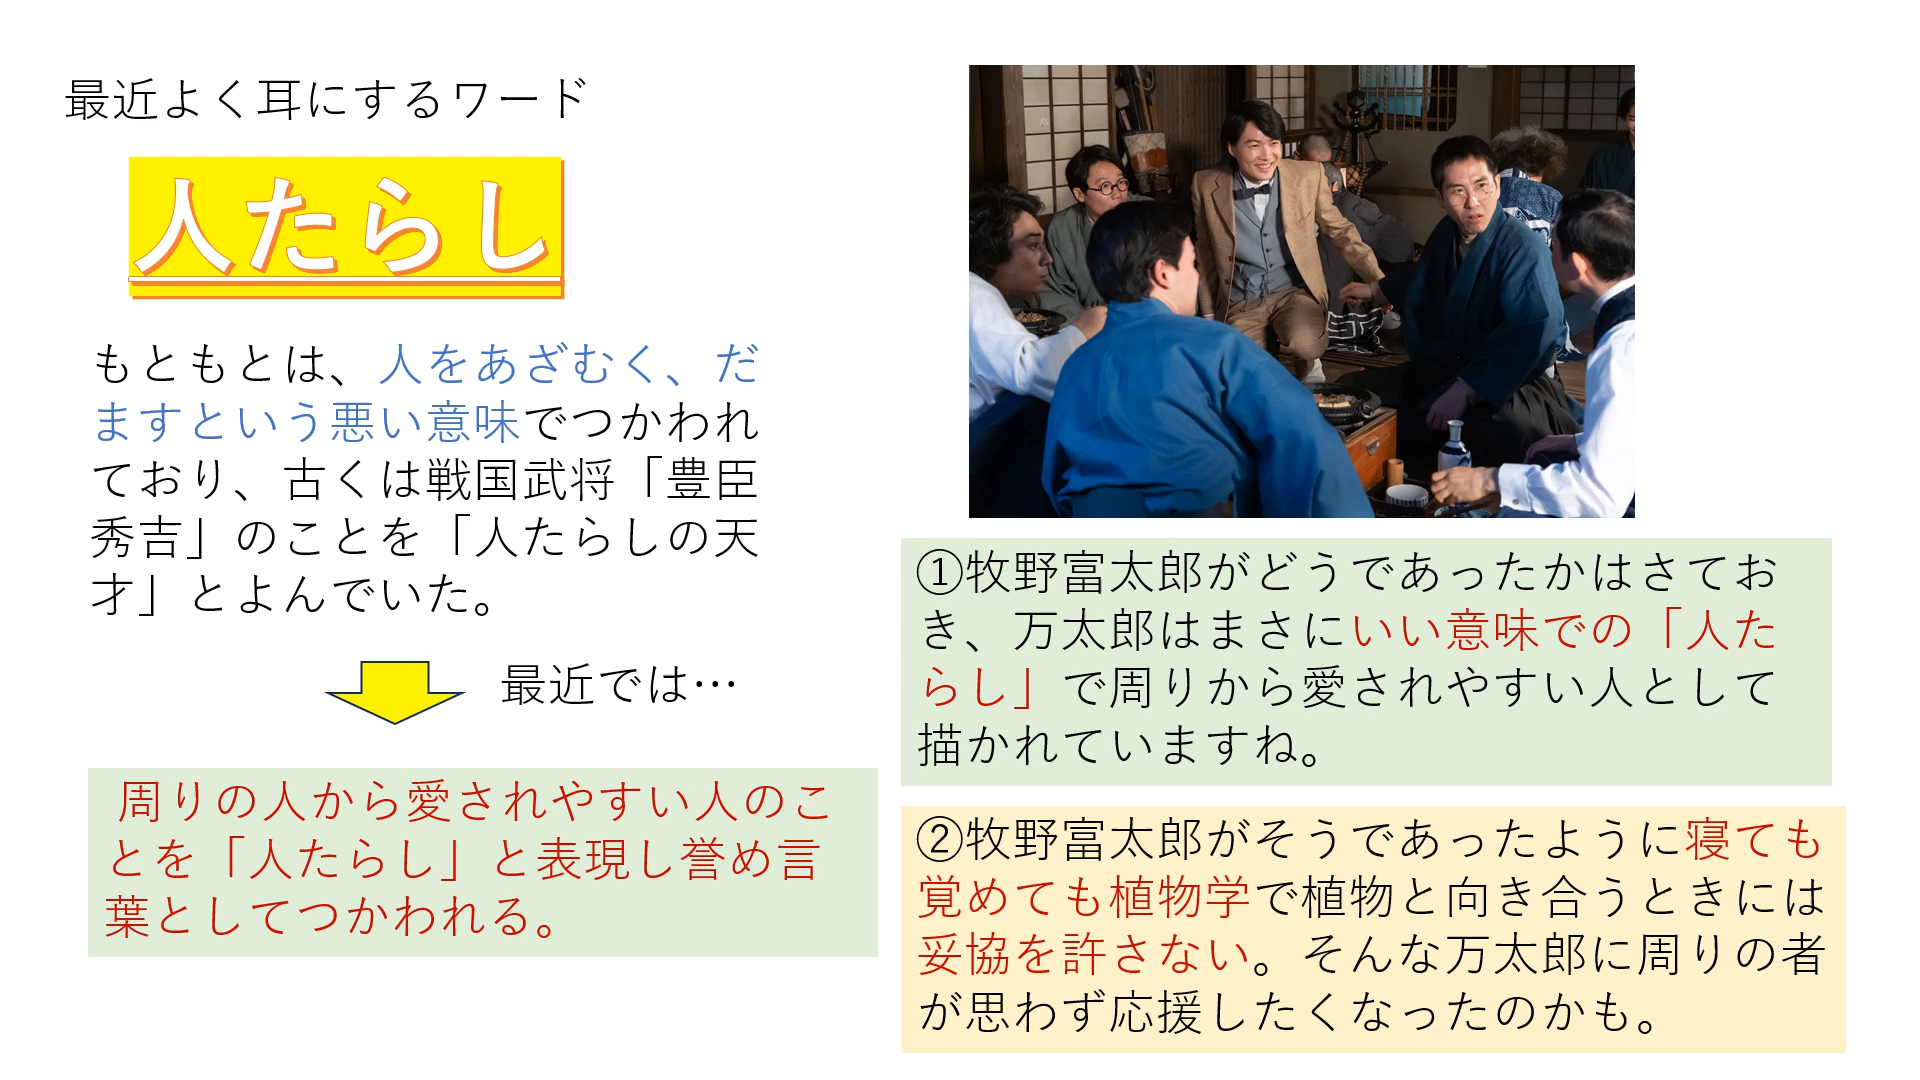 最近よく耳にするワード
人たらし
もともとは、人をあざむく、だ
ますという悪い意味でつかわれ
ており、古くは戦国武将「豊臣
秀吉」のことを「人たらしの天
才」とよんでいた。
最近では…
周りの人から愛されやすい人のこ
とを「人たらし」と表現し誉め言
葉としてつかわれる。
①牧野富太郎がどうであったかはさてお
き、万太郎はまさにいい意味での「人た
らし」で周りから愛されやすい人として
描かれていますね。
②牧野富太郎がそうであったように寝ても
覚めても植物学で植物と向き合うときには
妥協を許さない。そんな万太郎に周りの者
が思わず応援したくなったのかも。